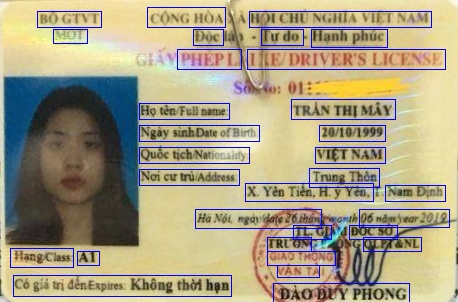 BỘ GTVT
MOT
CỘNG HÒA XÃ HỘI CHỦ NGHĨA VIỆT NAM
Độc lập - Tự do - Hạnh phúc
GIẤY PHÉP LÁI XE/DRIVER'S LICENSE
Số/No: 011
Họ tên/Full name: TRẦN THỊ MÂY
Ngày sinh/Date of Birth: 20/10/1999
Quốc tịch/Nationality: VIỆT NAM
Nơi cư trú/Address: Trung Thôn
X. Yên Tiến, H. ý Yên, T. Nam Định
Hà Nội, ngày/date 26 tháng/month 06 năm/year 2019
TL. GIÁM ĐỐC SỞ
TRƯỞNG PHÒNG QLPT&NL
GIAO THÔNG
VẬN TẢI
Hạng/Class: A1
Có giá trị đến/Expires: Không thời hạn
ĐÀO DUY PHONG